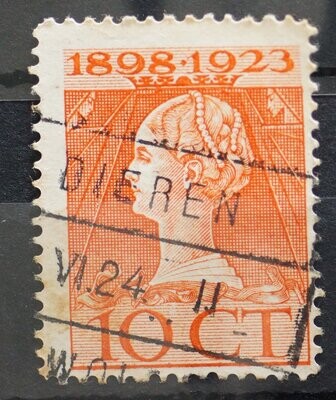 1898·1923
DIEREN
VI.24. II
10 CT